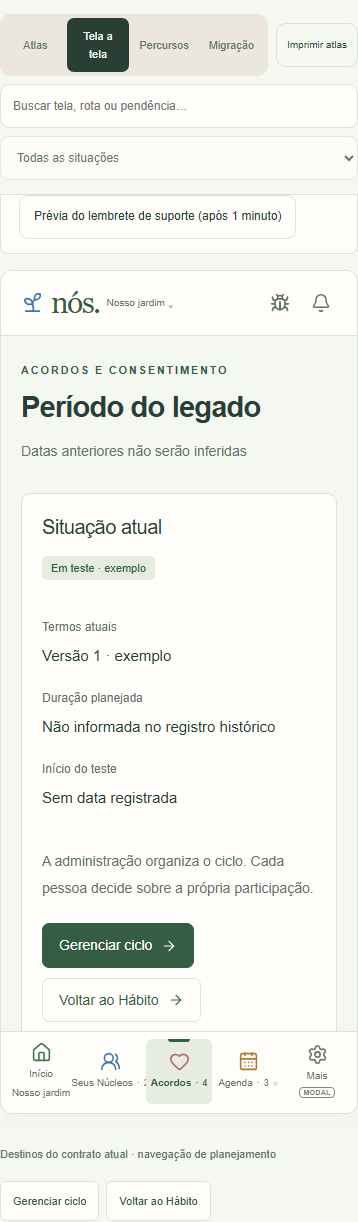 Atlas
Tela a
tela
Percursos
Migração
Imprimir atlas
Buscar tela, rota ou pendência...
Todas as situações
Prévia do lembrete de suporte (após 1 minuto)
nós.
Nosso jardim
ACORDOS E CONSENTIMENTO
Período do legado
Datas anteriores não serão inferidas
Situação atual
Em teste · exemplo
Termos atuais
Versão 1 · exemplo
Duração planejada
Não informada no registro histórico
Início do teste
Sem data registrada
A administração organiza o ciclo. Cada
pessoa decide sobre a própria participação.
Gerenciar ciclo →
Voltar ao Hábito →
Início
Nosso jardim
Seus Núcleos ·
Acordos · 4
Agenda · 3
Mais
MODAL
Destinos do contrato atual · navegação de planejamento
Gerenciar ciclo
Voltar ao Hábito